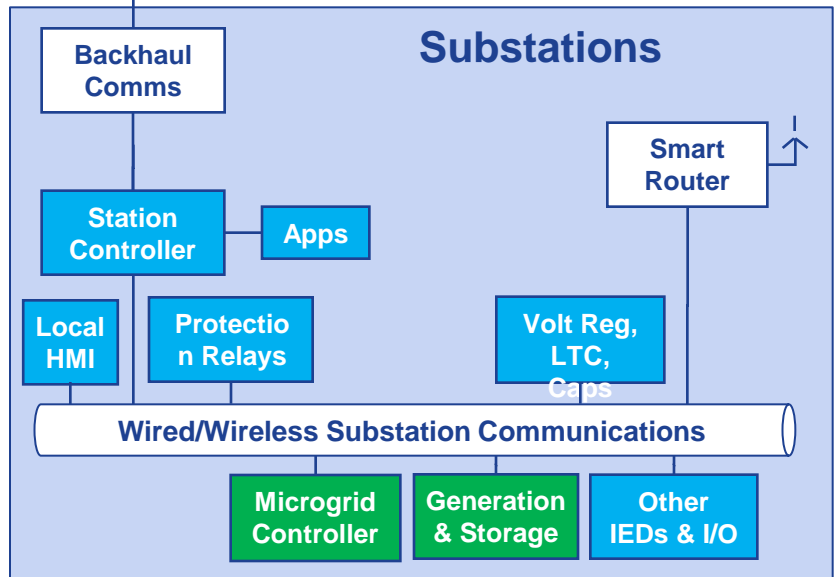 Substations
Backhaul
Comms
Smart
Router
Station
Controller
Apps
Local
HMI
Protectio
n Relays
Volt Reg,
LTC,
Caps
Wired/Wireless Substation Communications
Microgrid
Controller
Generation
& Storage
Other
IEDs & I/O